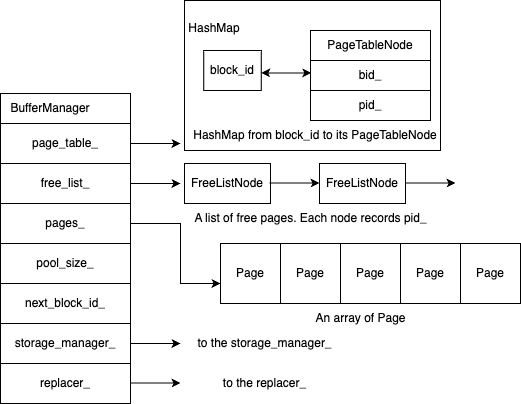 HashMap
PageTableNode
block_id
bid_
pid_
HashMap from block_id to its PageTableNode
BufferManager
page_table_
free_list_
FreeListNode
FreeListNode
A list of free pages. Each node records pid_
pages_
Page
Page
Page
Page
Page
An array of Page
pool_size_
next_block_id_
storage_manager_
to the storage_manager_
replacer_
to the replacer_